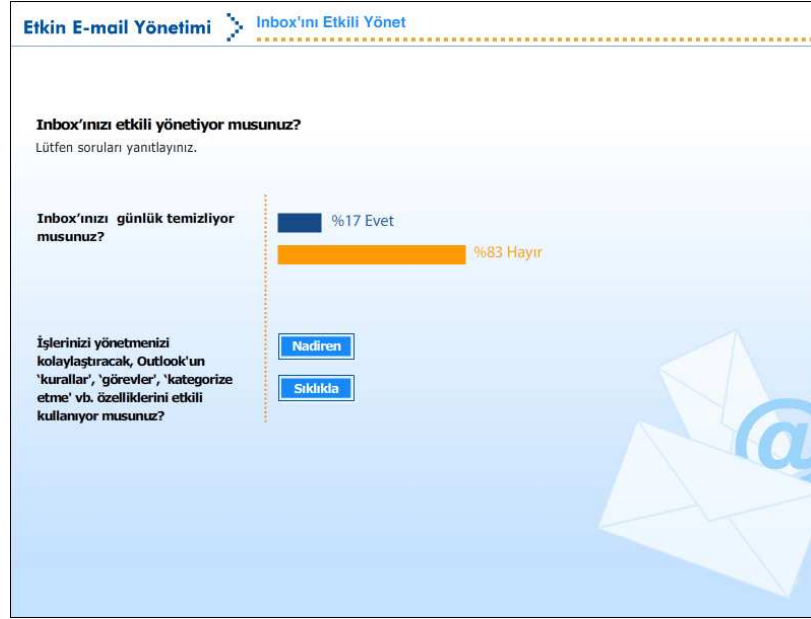 Etkin E-mail Yönetimi
Inbox'ını Etkili Yönet
Inbox'ınızı etkili yönetiyor musunuz?
Lütfen soruları yanıtlayınız.
Inbox'ınızı günlük temizliyor
musunuz?
%17 Evet
%83 Hayır
İşlerinizi yönetmenizi
kolaylaştıracak, Outlook'un
'kurallar', 'görevler', 'kategorize
etme' vb. özelliklerini etkili
kullanıyor musunuz?
Nadiren
Sıklıkla
@